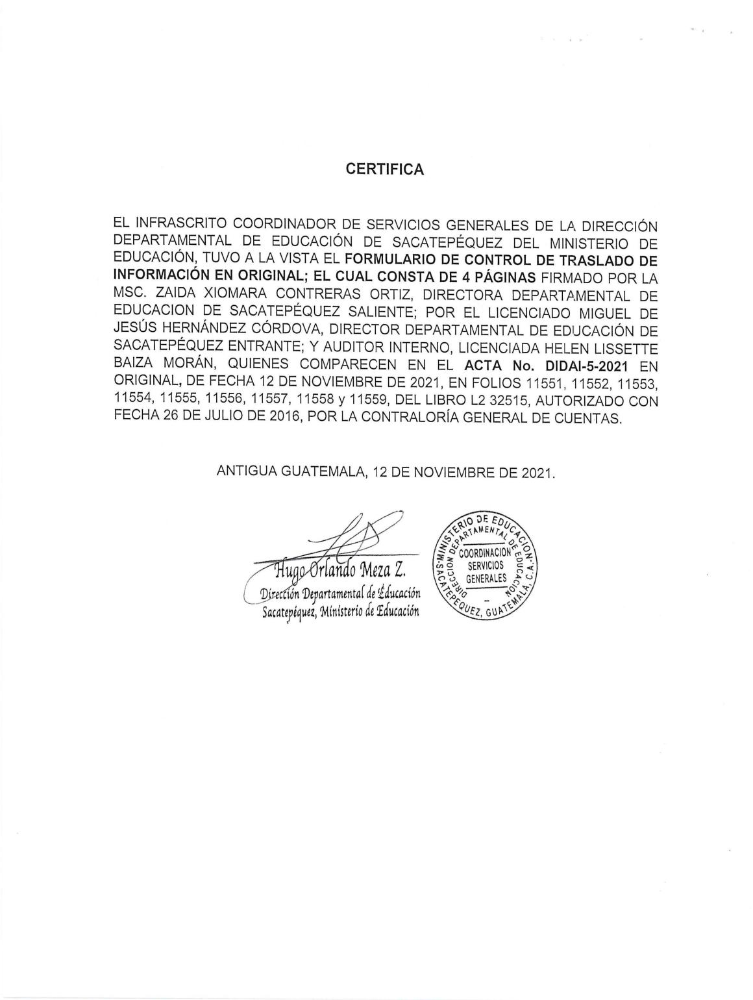 CERTIFICA
EL INFRASCRITO COORDINADOR DE SERVICIOS GENERALES DE LA DIRECCIÓN
DEPARTAMENTAL DE EDUCACIÓN DE SACATEPÉQUEZ DEL MINISTERIO DE
EDUCACIÓN, TUVO A LA VISTA EL FORMULARIO DE CONTROL DE TRASLADO DE
INFORMACIÓN EN ORIGINAL; EL CUAL CONSTA DE 4 PÁGINAS FIRMADO POR LA
MSC. ZAIDA XIOMARA CONTRERAS ORTIZ, DIRECTORA DEPARTAMENTAL DE
EDUCACION DE SACATEPÉQUEZ SALIENTE; POR EL LICENCIADO MIGUEL DE
JESÚS HERNÁNDEZ CÓRDOVA, DIRECTOR DEPARTAMENTAL DE EDUCACIÓN DE
SACATEPÉQUEZ ENTRANTE; Y AUDITOR INTERNO, LICENCIADA HELEN LISSETTE
BAIZA MORÁN, QUIENES COMPARECEN EN EL ACTA No. DIDAI-5-2021 EN
ORIGINAL, DE FECHA 12 DE NOVIEMBRE DE 2021, EN FOLIOS 11551, 11552, 11553,
11554, 11555, 11556, 11557, 11558 y 11559, DEL LIBRO L2 32515, AUTORIZADO CON
FECHA 26 DE JULIO DE 2016, POR LA CONTRALORÍA GENERAL DE CUENTAS.
ANTIGUA GUATEMALA, 12 DE NOVIEMBRE DE 2021.
Hugo Orlando Meza Z.
Dirección Departamental de Educación
Sacatepéquez, Ministerio de Educación
MINISTERIO DE EDUCACION
DIRECCION DEPARTAMENTAL DE EDUCACION
COORDINACION
SERVICIOS
GENERALES
SACATEPEQUEZ, GUATEMALA, C.A.